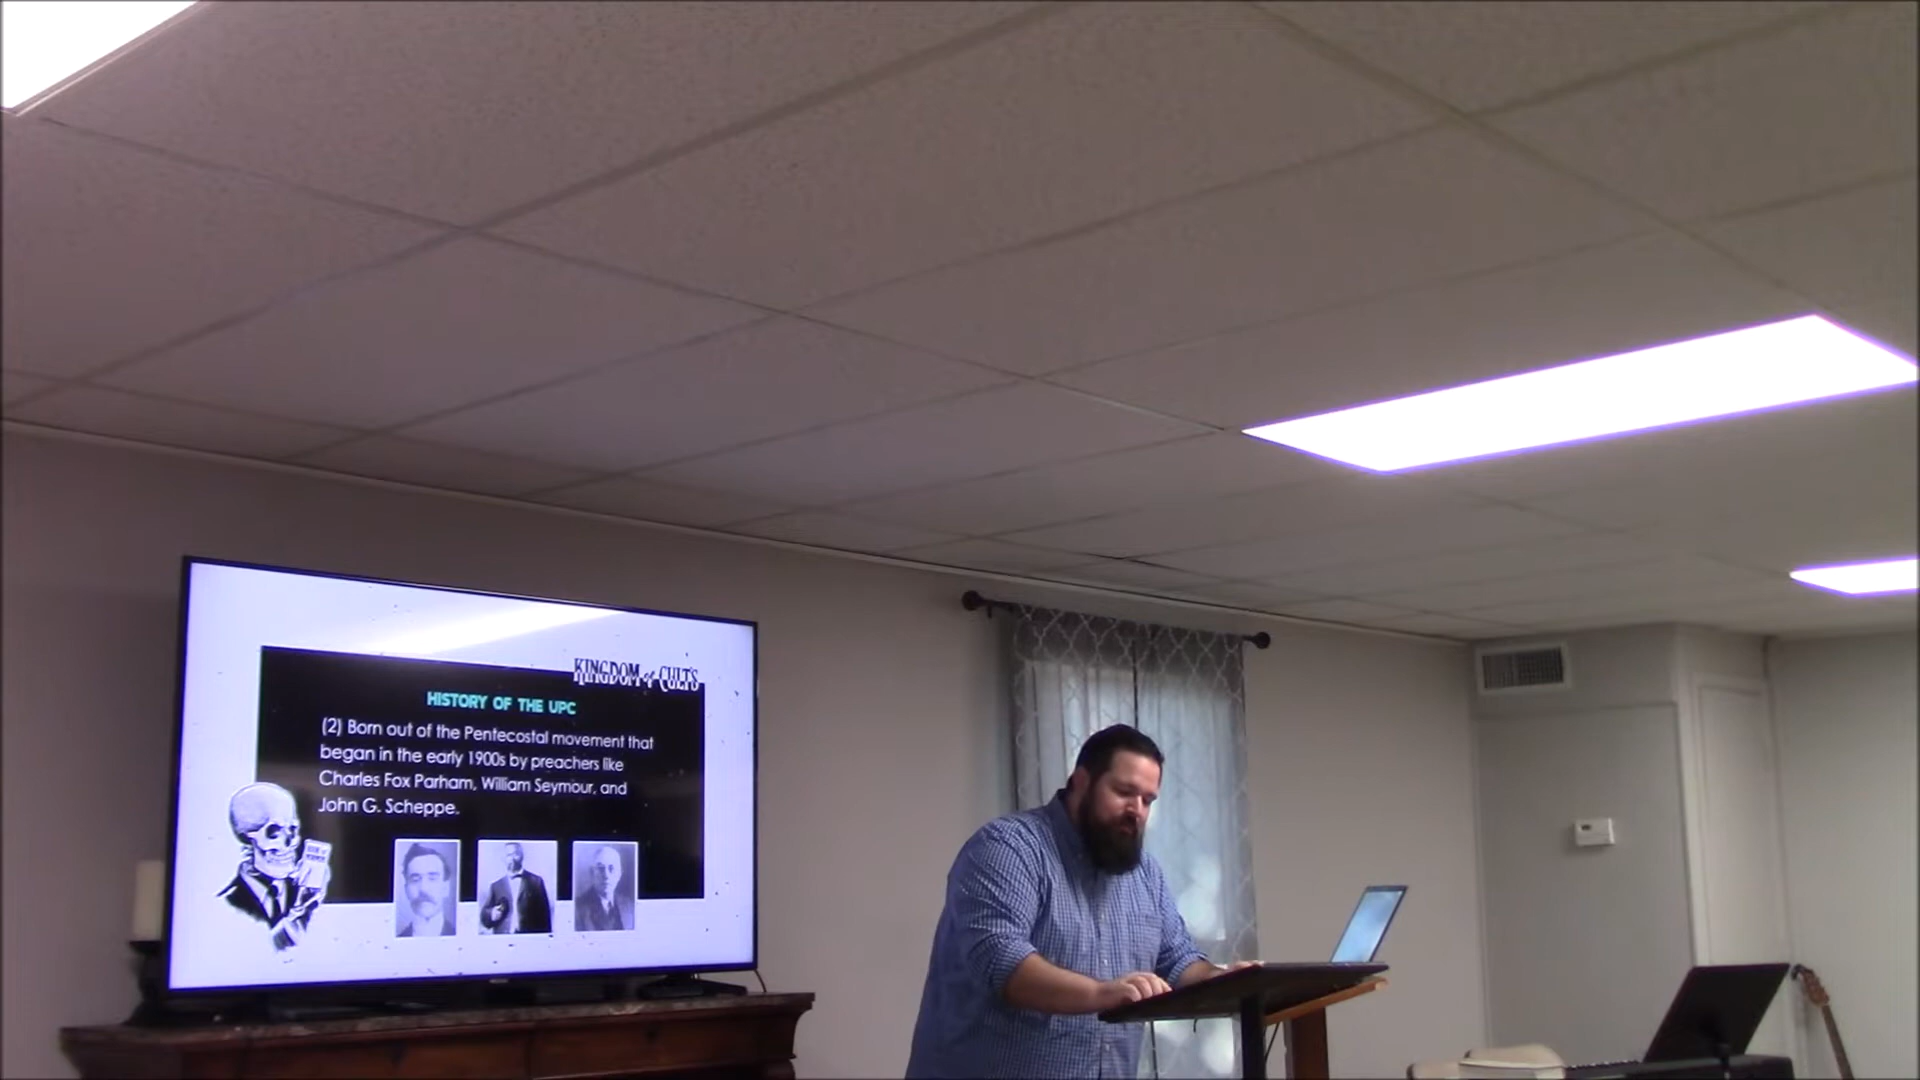 KINGDOM of CULTS
HISTORY OF THE UPC
(2) Born out of the Pentecostal movement that
began in the early 1900s by preachers like
Charles Fox Parham, William Seymour, and
John G. Scheppe.